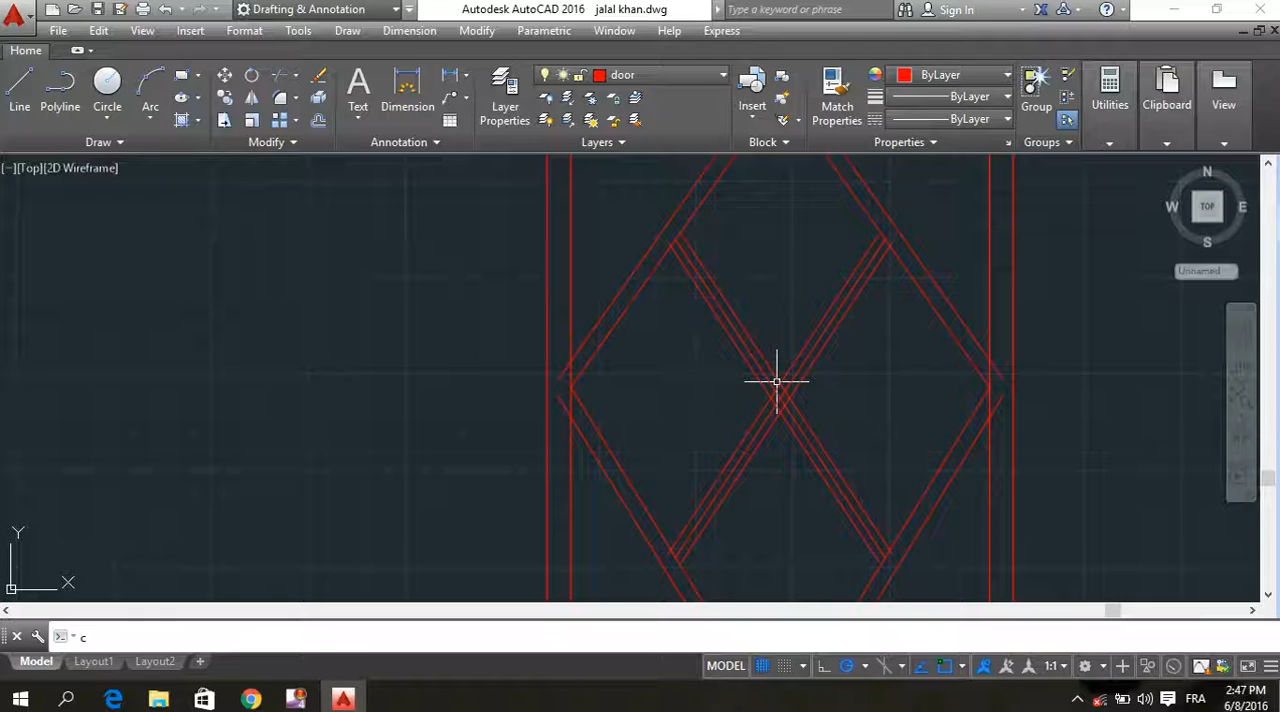 Drafting & Annotation
Autodesk AutoCAD 2016 jalal khan.dwg
Type a keyword or phrase
Sign In
File Edit View Insert Format Tools Draw Dimension Modify Parametric Window Help Express
Home
door
ByLayer
ByLayer
ByLayer
Line Polyline Circle Arc
Text Dimension
Layer Properties
Insert
Match Properties
Group
Utilities
Clipboard
View
Draw Modify Annotation Layers Block Properties Groups
[−][Top][2D Wireframe]
N
W TOP E
S
Unnamed
Y
X
c
Model Layout1 Layout2 +
MODEL 1:1
FRA
2:47 PM
6/8/2016